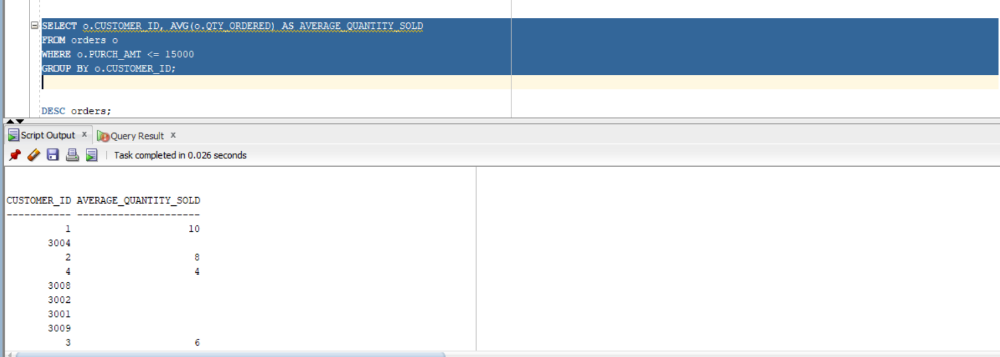 SELECT o.CUSTOMER_ID, AVG(o.QTY_ORDERED) AS AVERAGE_QUANTITY_SOLD
FROM orders o
WHERE o.PURCH_AMT <= 15000
GROUP BY o.CUSTOMER_ID;
DESC orders;
Script Output x Query Result x
Task completed in 0.026 seconds
CUSTOMER_ID AVERAGE_QUANTITY_SOLD
----------- ---------------------
1 10
3004
2 8
4 4
3008
3002
3001
3009
3 6